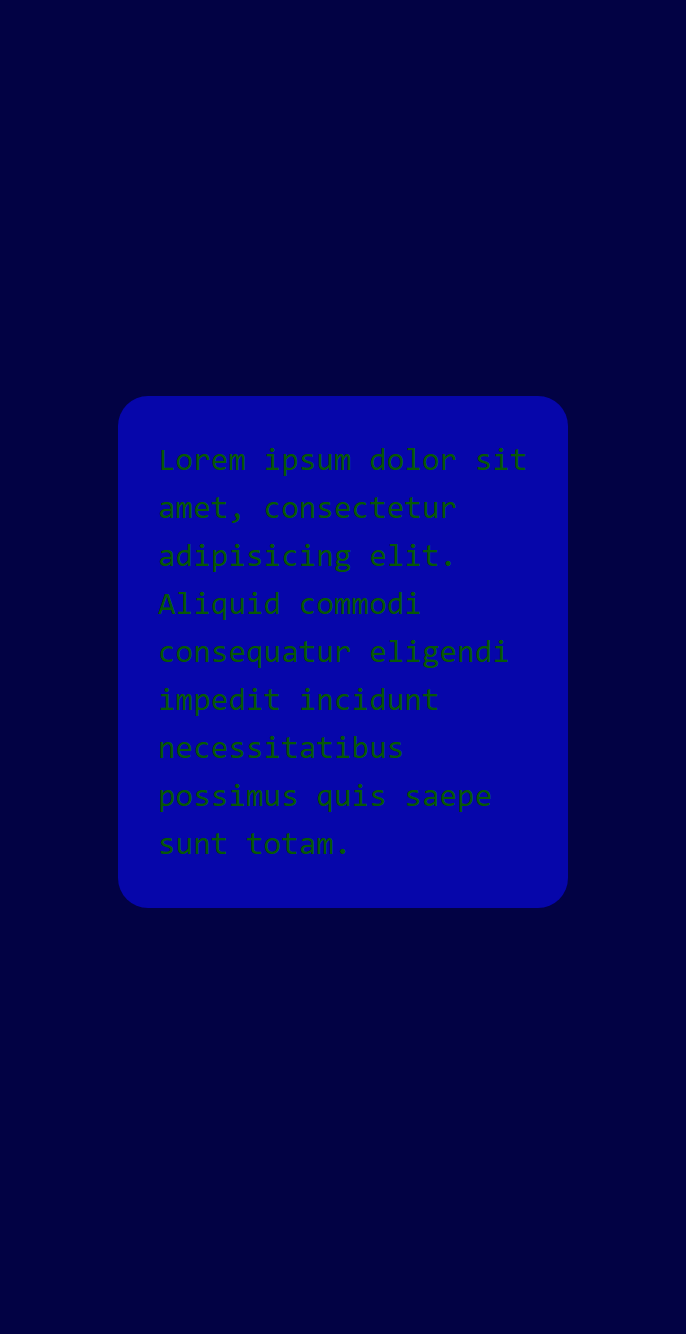 Lorem ipsum dolor sit
amet, consectetur
adipisicing elit.
Aliquid commodi
consequatur eligendi
impedit incidunt
necessitatibus
possimus quis saepe
sunt totam.